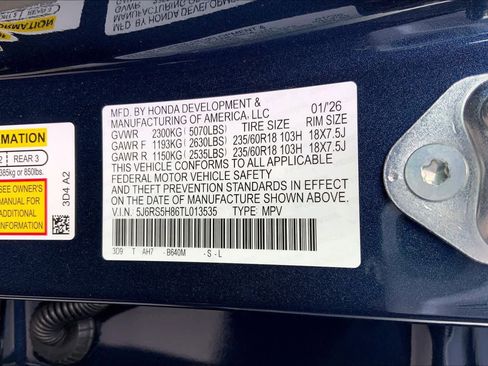 MFD. BY HONDA DEVELOPMENT &
MANUFACTURING OF AMERICA, LLC 01/'26
GVWR 2300KG (5070LBS) TIRE SIZE RIM SIZE
GAWR F 1193KG (2630LBS) 235/60R18 103H 18X7.5J
GAWR R 1150KG (2535LBS) 235/60R18 103H 18X7.5J
THIS VEHICLE CONFORMS TO ALL APPLICABLE
FEDERAL MOTOR VEHICLE SAFETY
AND THEFT PREVENTION STANDARDS IN EFFECT
ON THE DATE OF MANUFACTURE SHOWN ABOVE.
V.I.N. 5J6RS5H86TL013535 TYPE: MPV
3D9 T AH7 -B640M -S-L
REAR 3
385kg or 850lbs.
SEE OWNER'S
MANUAL FOR
ADDITIONAL
INFORMATION
3D4 A2